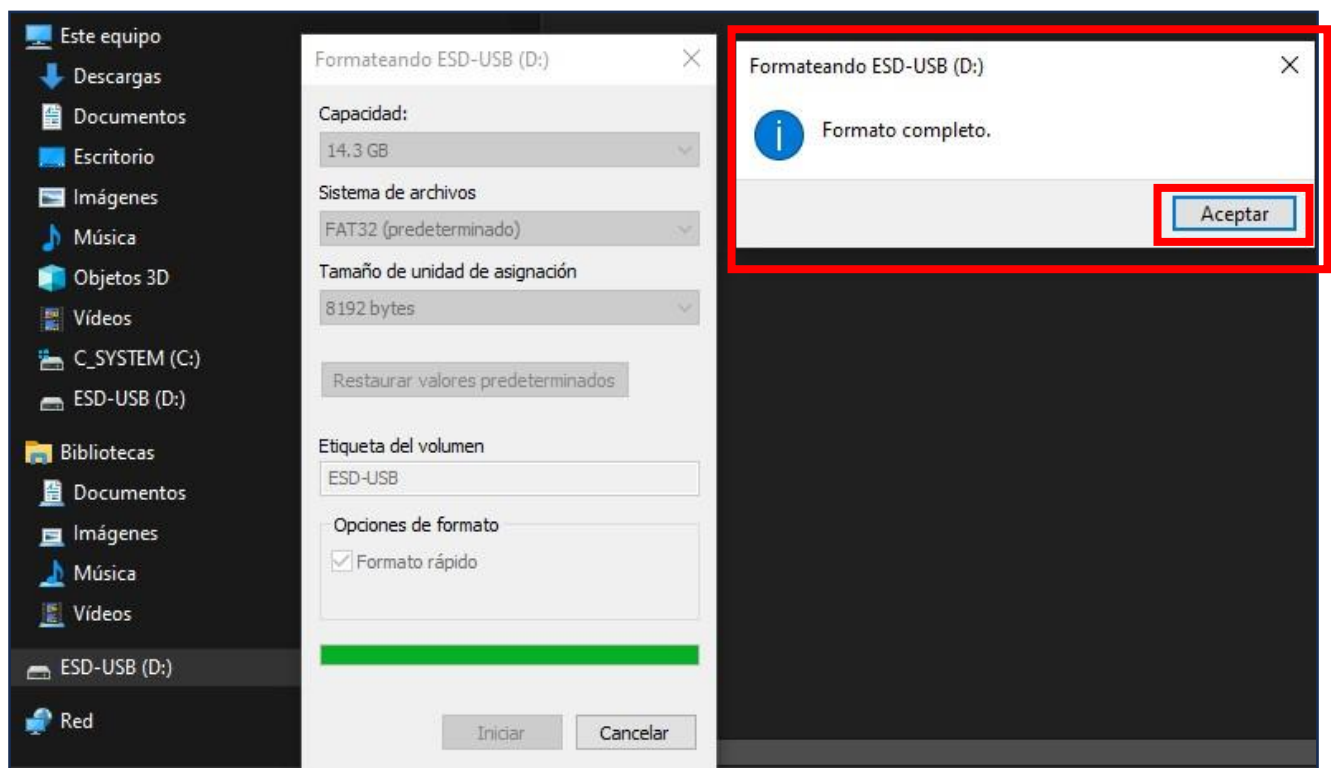 Este equipo
Descargas
Documentos
Escritorio
Imágenes
Música
Objetos 3D
Vídeos
C_SYSTEM (C:)
ESD-USB (D:)
Bibliotecas
Documentos
Imágenes
Música
Vídeos
ESD-USB (D:)
Red
Formateando ESD-USB (D:)
Capacidad:
14.3 GB
Sistema de archivos
FAT32 (predeterminado)
Tamaño de unidad de asignación
8192 bytes
Restaurar valores predeterminados
Etiqueta del volumen
ESD-USB
Opciones de formato
Formato rápido
Iniciar
Cancelar
Formateando ESD-USB (D:)
Formato completo.
Aceptar